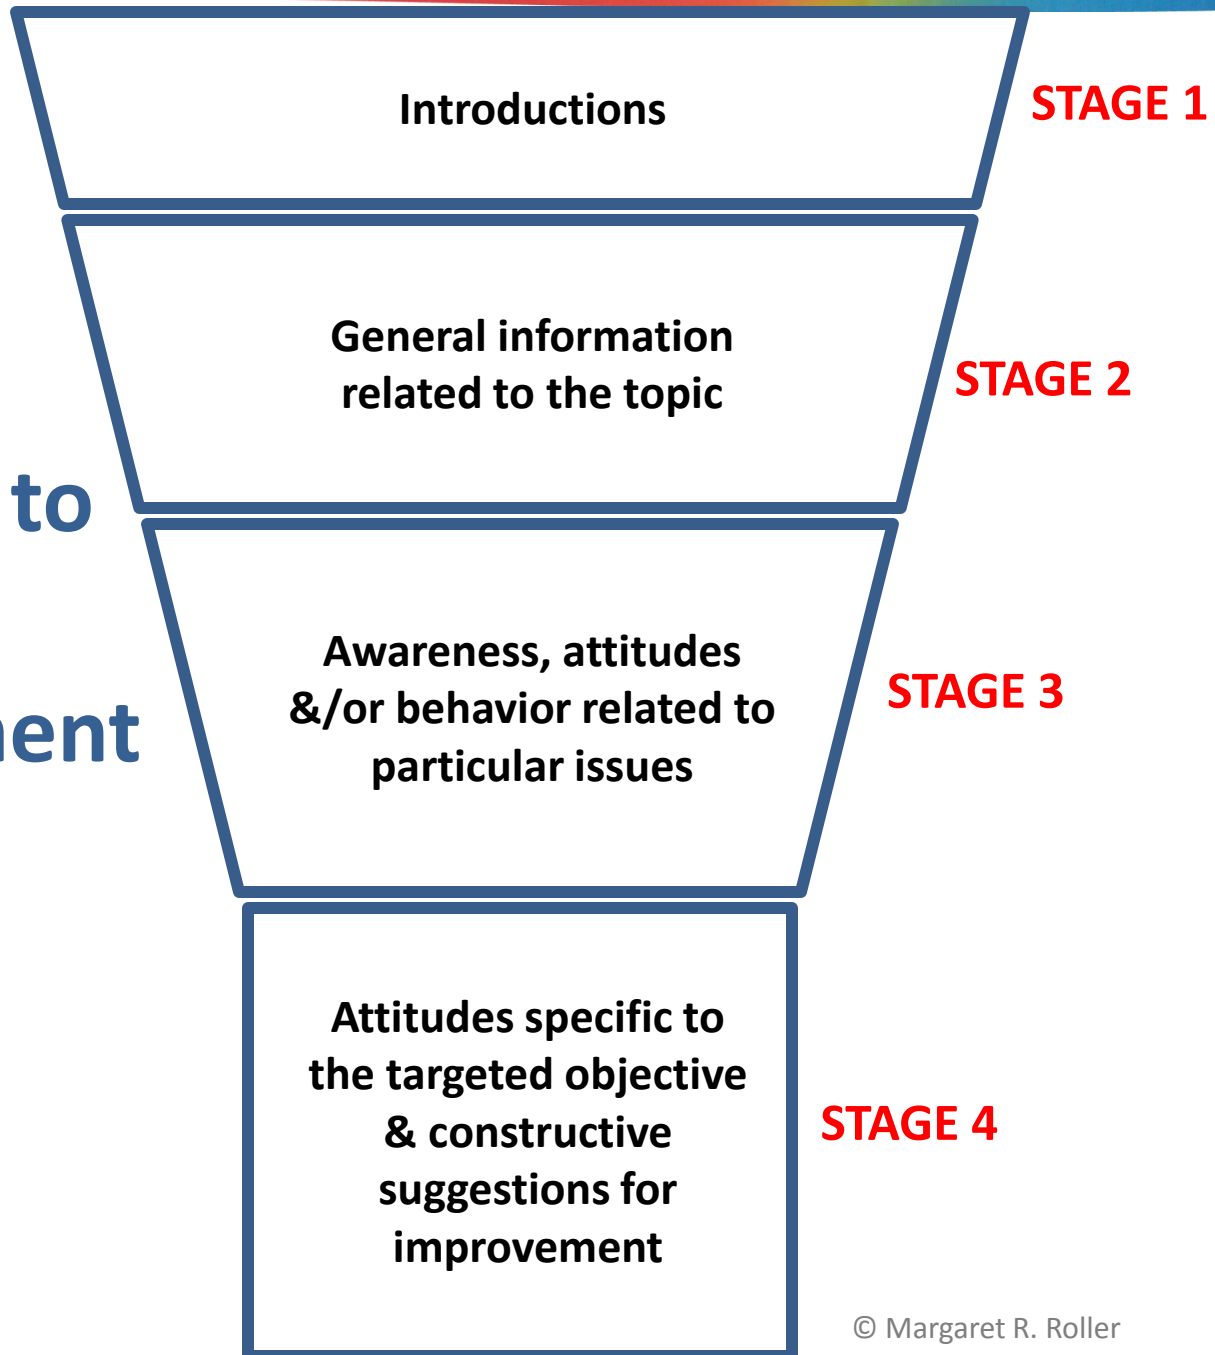 Introductions
STAGE 1
General information
related to the topic
STAGE 2
to
Awareness, attitudes
&/or behavior related to
particular issues
STAGE 3
Attitudes specific to
the targeted objective
& constructive
suggestions for
improvement
STAGE 4
© Margaret R. Roller